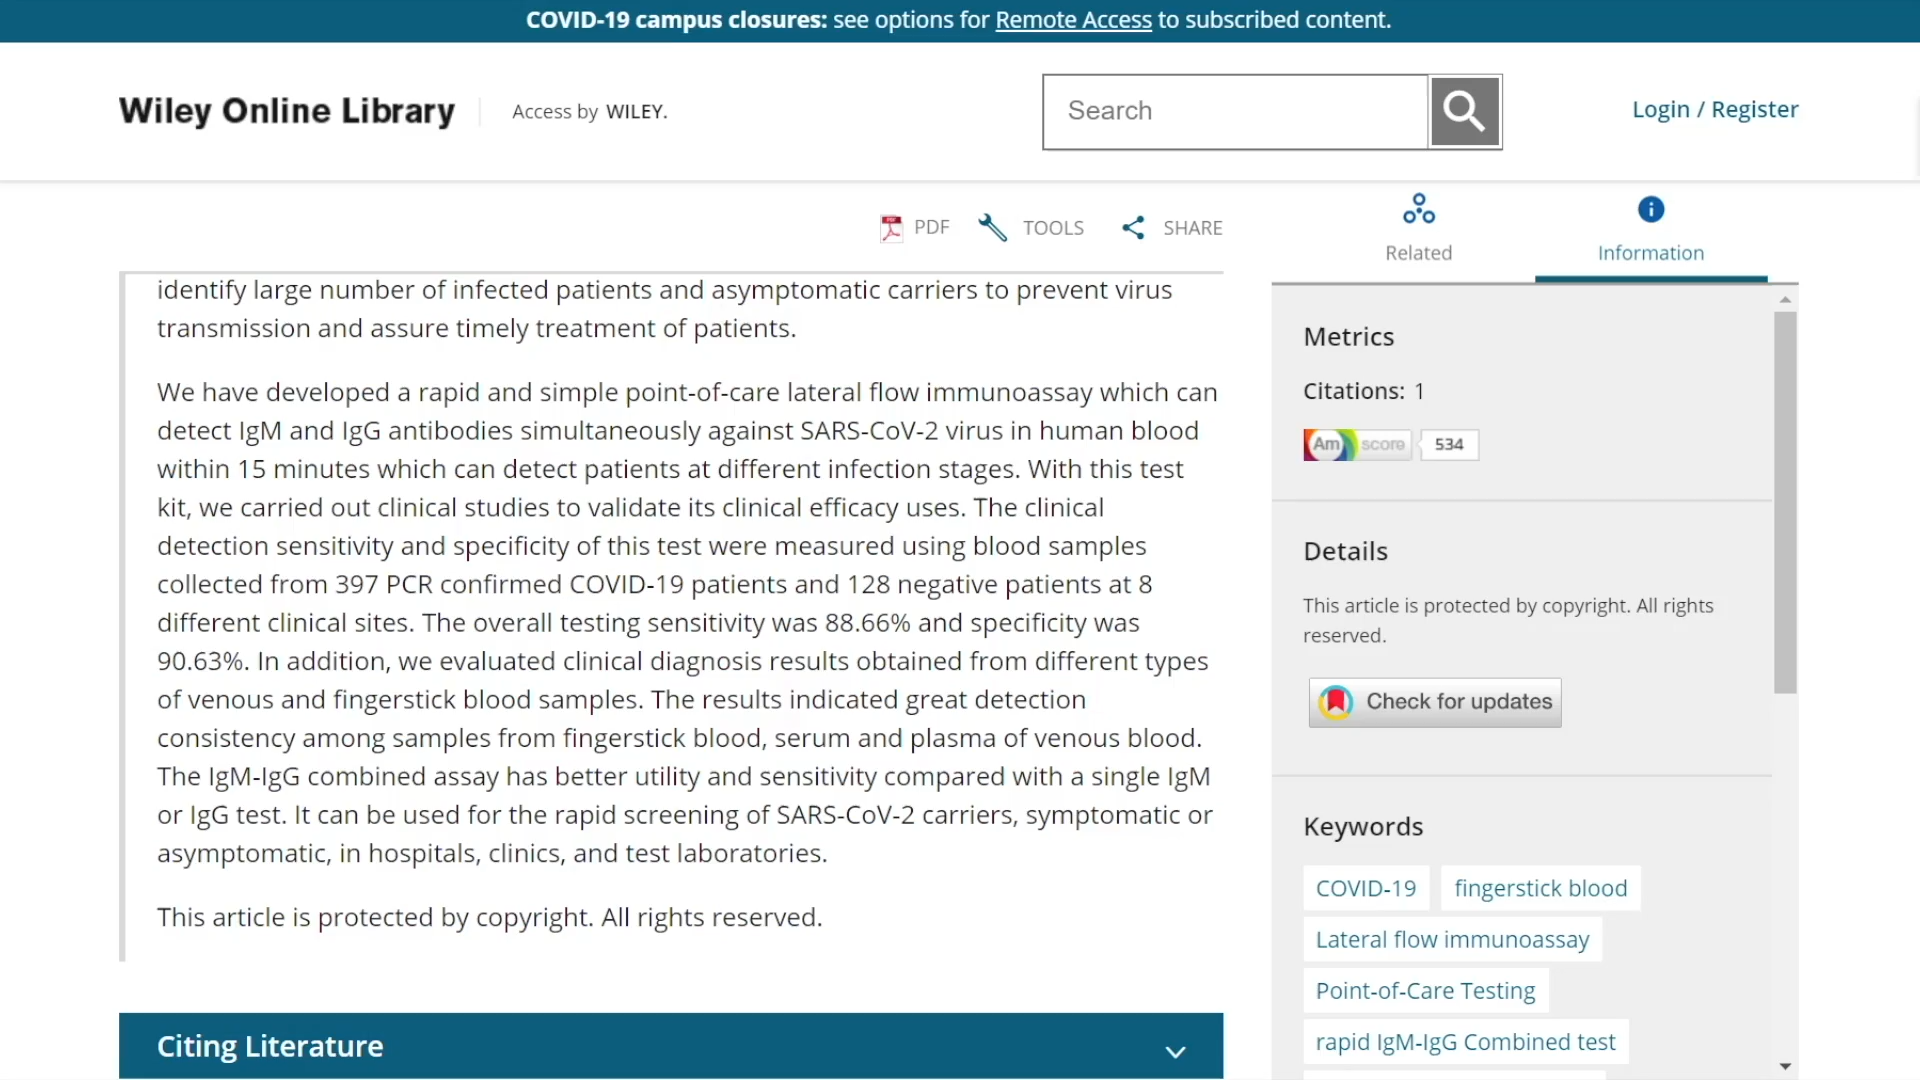 COVID-19 campus closures: see options for Remote Access to subscribed content.
Wiley Online Library
Access by WILEY.
Search
Login / Register
PDF
TOOLS
SHARE
Related
Information
identify large number of infected patients and asymptomatic carriers to prevent virus
transmission and assure timely treatment of patients.
We have developed a rapid and simple point-of-care lateral flow immunoassay which can
detect IgM and IgG antibodies simultaneously against SARS-CoV-2 virus in human blood
within 15 minutes which can detect patients at different infection stages. With this test
kit, we carried out clinical studies to validate its clinical efficacy uses. The clinical
detection sensitivity and specificity of this test were measured using blood samples
collected from 397 PCR confirmed COVID-19 patients and 128 negative patients at 8
different clinical sites. The overall testing sensitivity was 88.66% and specificity was
90.63%. In addition, we evaluated clinical diagnosis results obtained from different types
of venous and fingerstick blood samples. The results indicated great detection
consistency among samples from fingerstick blood, serum and plasma of venous blood.
The IgM-IgG combined assay has better utility and sensitivity compared with a single IgM
or IgG test. It can be used for the rapid screening of SARS-CoV-2 carriers, symptomatic or
asymptomatic, in hospitals, clinics, and test laboratories.
This article is protected by copyright. All rights reserved.
Citing Literature
Metrics
Citations: 1
Am score 534
Details
This article is protected by copyright. All rights
reserved.
Check for updates
Keywords
COVID-19
fingerstick blood
Lateral flow immunoassay
Point-of-Care Testing
rapid IgM-IgG Combined test